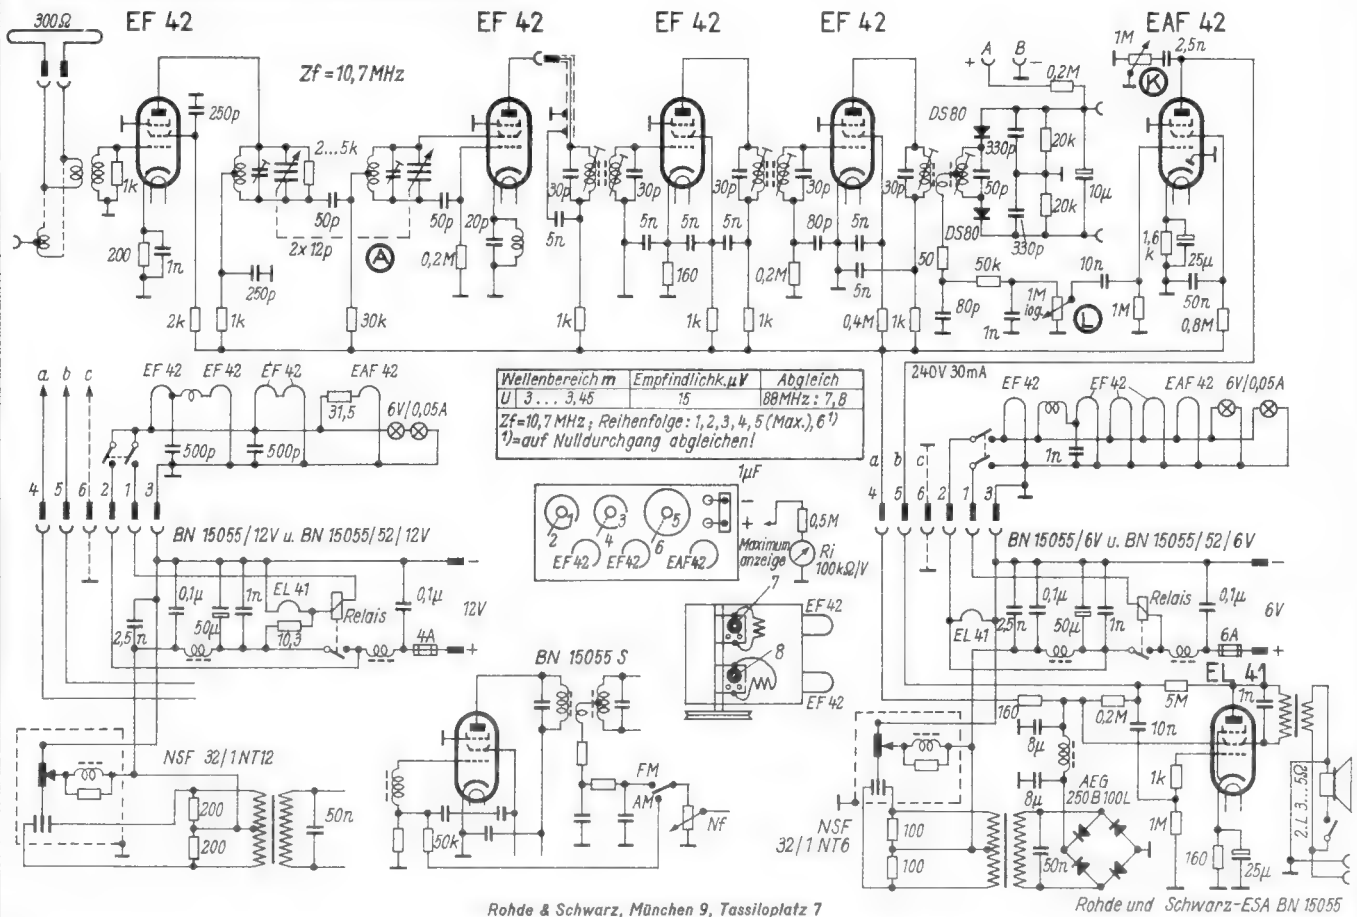 300Ω
EF 42
EF 42
EF 42
EF 42
EAF 42
Zf = 10,7 MHz
250p
1k
200
1n
2...5k
50p
2 x 12p
A
250p
2k
1k
30k
50p
20p
0,2M
30p
5n
1k
30p
5n
5n
160
1k
30p
1k
30p
80p
5n
0,2M
5n
0,4M
30p
1k
DS80
DS80
+ A
B -
0,2M
330p
50p
330p
20k
20k
10µ
50
80p
50k
1n
1M
log.
L
10n
1M
1M
K
2,5n
1,6
k
25µ
50n
0,8M
a b c
EF 42
EF 42
EF 42
EAF 42
31,5
6V/0,05A
500p
500p
4 5 6 2 1 3
Wellenbereich m
Empfindlichk. µV
Abgleich
U 3 ... 3,45
15
88MHz : 7,8
Zf=10,7 MHz ; Reihenfolge: 1,2,3,4,5 (Max.), 6 ¹⁾
¹⁾=auf Nulldurchgang abgleichen!
240V 30mA
EF 42
EF 42
EAF 42
6V/0,05A
1n
a b c
4 5 6 2 1 3
1µF
1
2
3
4
5
6
EF 42
EF 42
EAF 42
-
+
Maximum
anzeige
0,5M
Ri
100kΩ/V
BN 15055/12V u. BN 15055/52/12V
0,1µ
2,5n
50µ
1n
EL 41
10,3
Relais
0,1µ
4A
-
12V
+
BN 15055/6V u. BN 15055/52/6V
EL 41
2,5n
0,1µ
50µ
1n
Relais
0,1µ
6A
-
6V
+
7
8
EF 42
EF 42
NSF 32/1 NT12
200
200
50n
BN 15055 S
50k
FM
AM
Nf
160
8µ
8µ
0,2M
10n
5M
EL 41
1n
1k
1M
160
25µ
AEG
250 B 100L
50n
NSF
32/1 NT6
100
100
2.L 3...5Ω
Rohde & Schwarz, München 9, Tassiloplatz 7
Rohde und Schwarz-ESA BN 15055